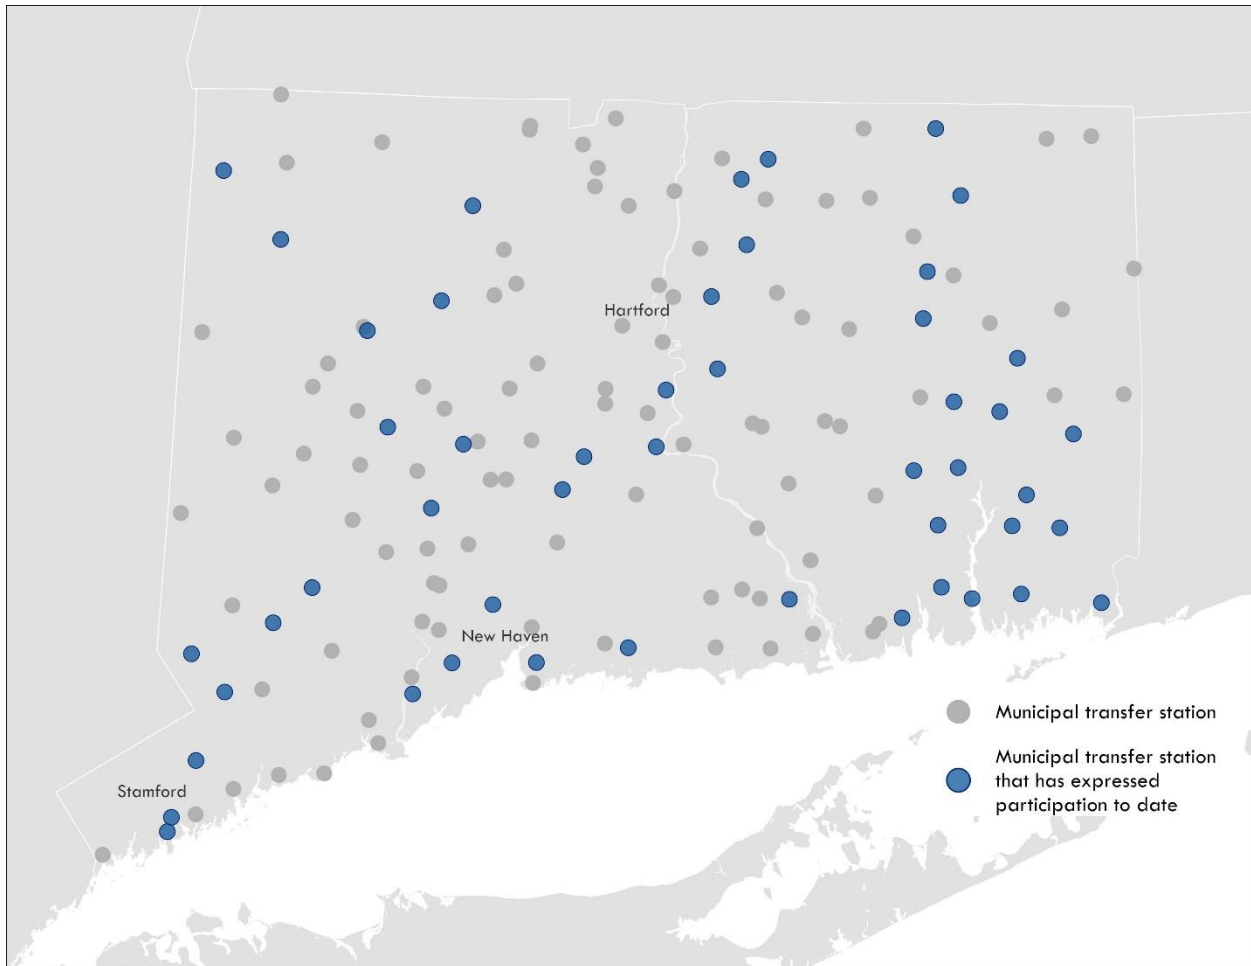 Hartford
New Haven
Municipal transfer station
Municipal transfer station
that has expressed
participation to date
Stamford